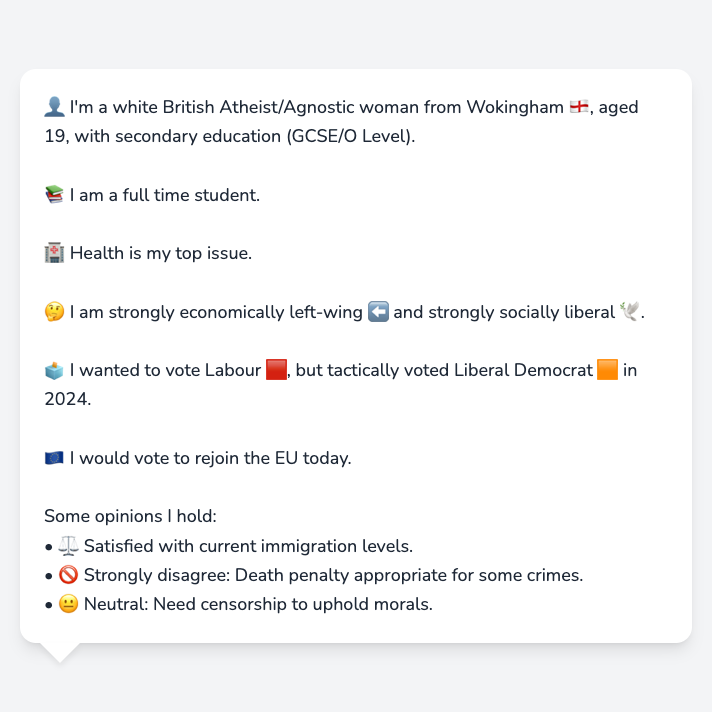 👤 I'm a white British Atheist/Agnostic woman from Wokingham 🏴󠁧󠁢󠁥󠁮󠁧󠁿, aged
19, with secondary education (GCSE/O Level).
📚 I am a full time student.
🏥 Health is my top issue.
🤔 I am strongly economically left-wing ⬅️ and strongly socially liberal 🕊️.
🗳️ I wanted to vote Labour 🟥, but tactically voted Liberal Democrat 🟧 in
2024.
🇪🇺 I would vote to rejoin the EU today.
Some opinions I hold:
• ⚖️ Satisfied with current immigration levels.
• 🚫 Strongly disagree: Death penalty appropriate for some crimes.
• 😐 Neutral: Need censorship to uphold morals.